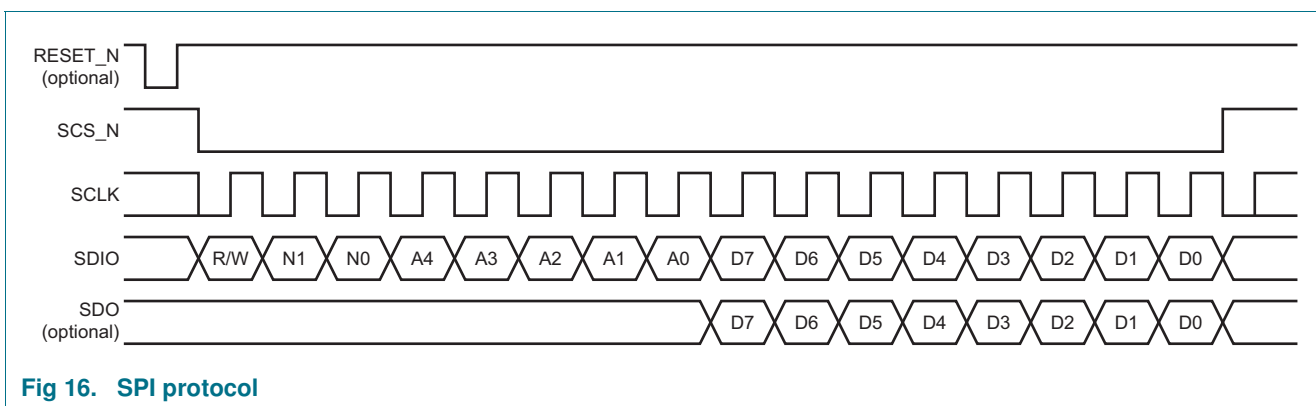 RESET_N
(optional)
SCS_N
SCLK
SDIO R/W N1 N0 A4 A3 A2 A1 A0 D7 D6 D5 D4 D3 D2 D1 D0
SDO
(optional) D7 D6 D5 D4 D3 D2 D1 D0
Fig 16. SPI protocol